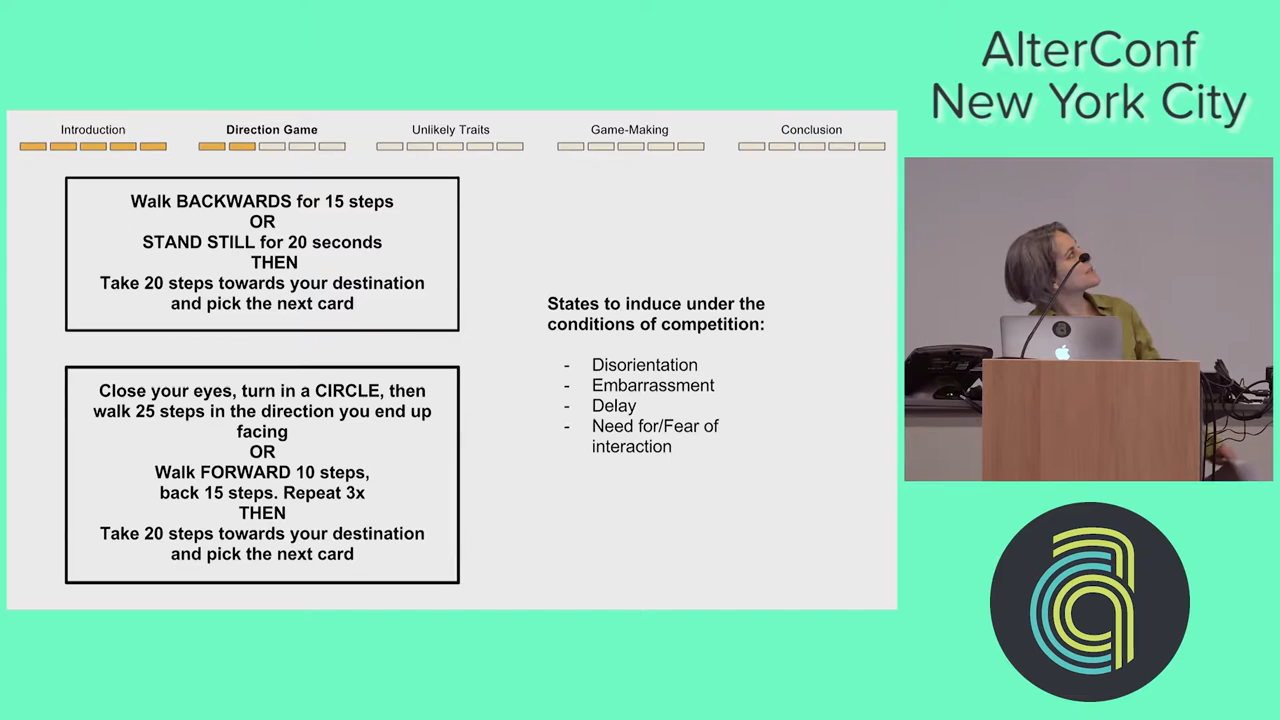 AlterConf
New York City
Introduction
Direction Game
Unlikely Traits
Game-Making
Conclusion
Walk BACKWARDS for 15 steps
OR
STAND STILL for 20 seconds
THEN
Take 20 steps towards your destination
and pick the next card
Close your eyes, turn in a CIRCLE, then
walk 25 steps in the direction you end up
facing
OR
Walk FORWARD 10 steps,
back 15 steps. Repeat 3x
THEN
Take 20 steps towards your destination
and pick the next card
States to induce under the
conditions of competition:
- Disorientation
- Embarrassment
- Delay
- Need for/Fear of
interaction